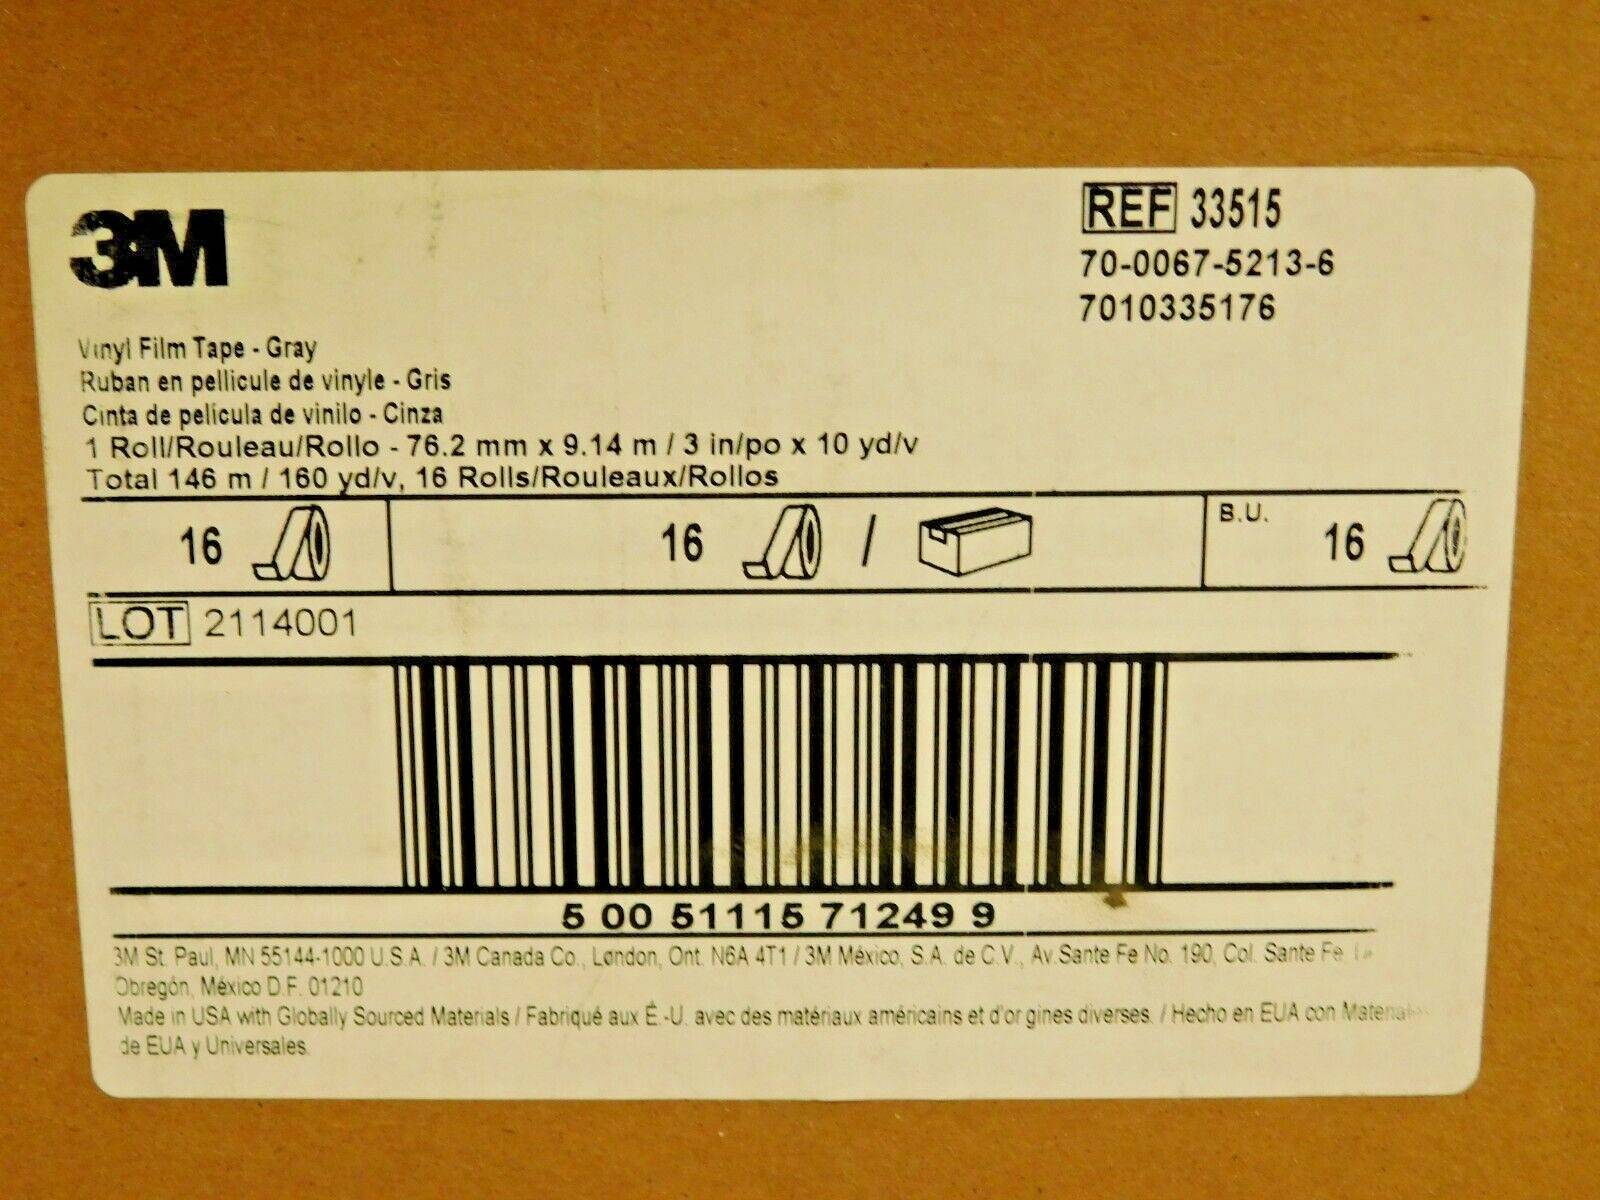 3M
REF 33515
70-0067-5213-6
7010335176
Vinyl Film Tape - Gray
Ruban en pellicule de vinyle - Gris
Cinta de película de vinilo - Cinza
1 Roll/Rouleau/Rollo - 76.2 mm x 9.14 m / 3 in/po x 10 yd/v
Total 146 m / 160 yd/v, 16 Rolls/Rouleaux/Rollos
16 16 / B.U. 16
LOT 2114001
5 00 51115 71249 9
3M St. Paul, MN 55144-1000 U.S.A. / 3M Canada Co., London, Ont. N6A 4T1 / 3M México, S.A. de C.V., Av.Sante Fe No. 190, Col. Sante Fe,
Obregón, México D.F. 01210
Made in USA with Globally Sourced Materials / Fabriqué aux É.-U. avec des matériaux américains et d'or gines diverses. / Hecho en EUA con Materiales
de EUA y Universales.